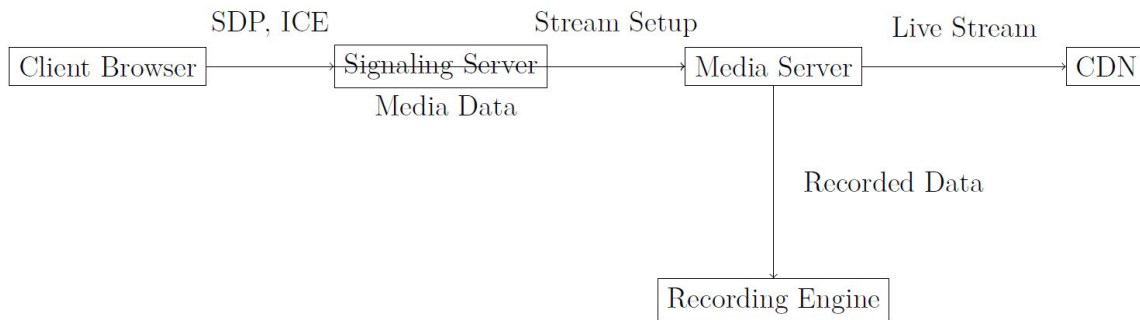 SDP, ICE
Stream Setup
Live Stream
Client Browser
Signaling Server
Media Server
CDN
Media Data
Recorded Data
Recording Engine